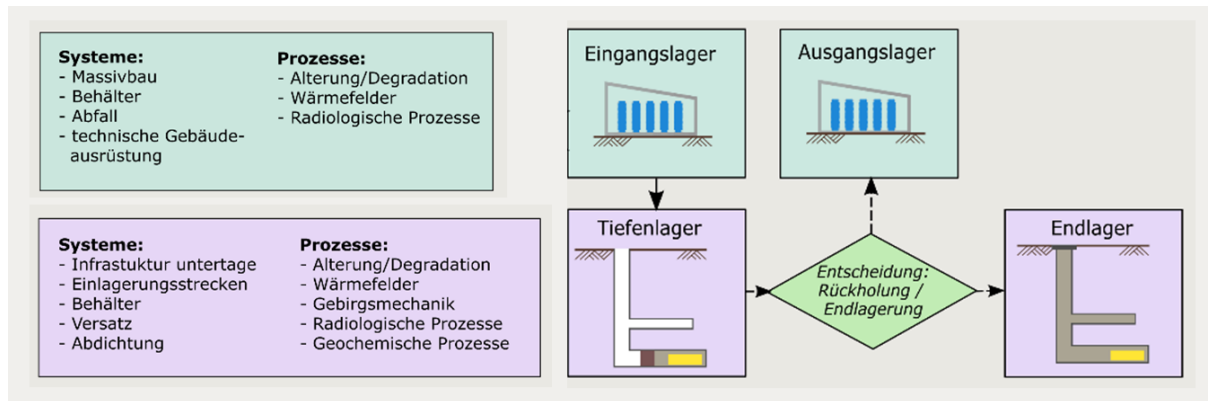 Systeme:
- Massivbau
- Behälter
- Abfall
- technische Gebäude-
ausrüstung
Prozesse:
- Alterung/Degradation
- Wärmefelder
- Radiologische Prozesse
Eingangslager
Ausgangslager
Systeme:
- Infrastuktur untertage
- Einlagerungsstrecken
- Behälter
- Versatz
- Abdichtung
Prozesse:
- Alterung/Degradation
- Wärmefelder
- Gebirgsmechanik
- Radiologische Prozesse
- Geochemische Prozesse
Tiefenlager
Entscheidung:
Rückholung /
Endlagerung
Endlager